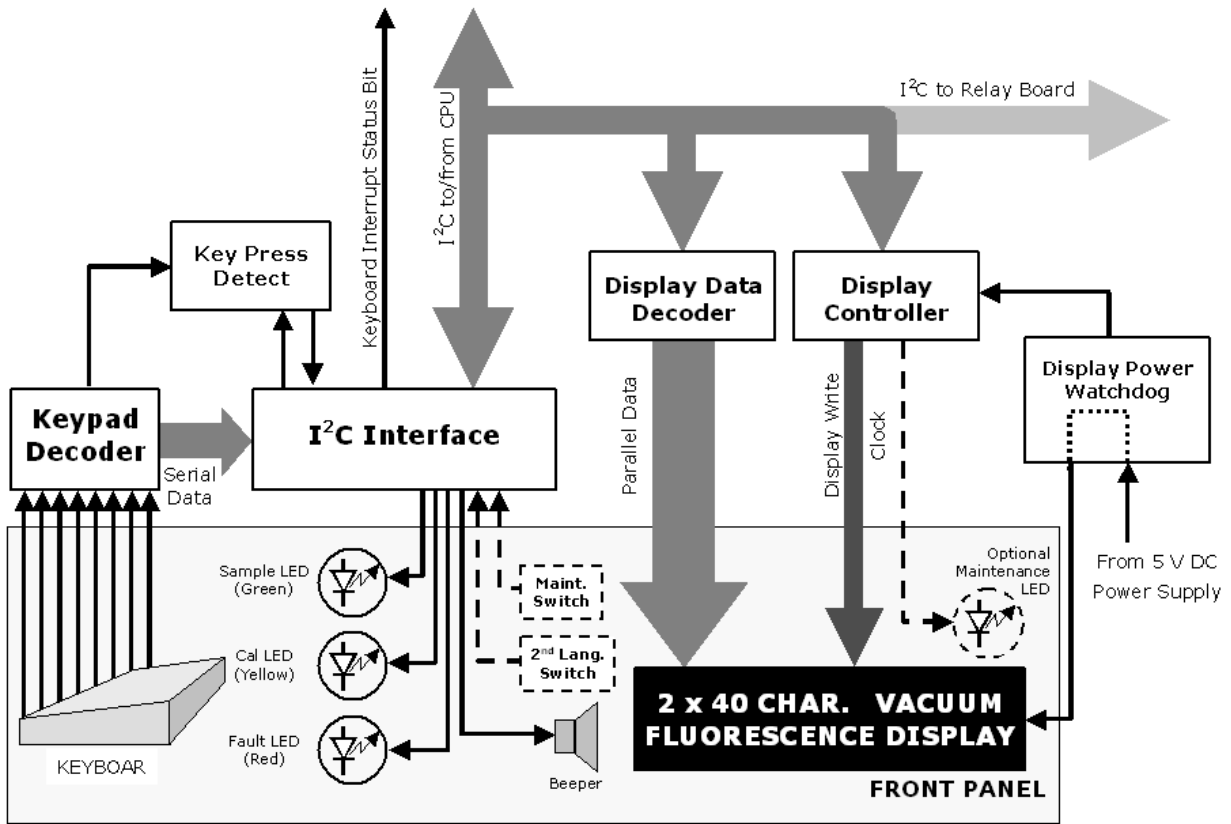 I²C to Relay Board
Keyboard Interrupt Status Bit
I²C to/from CPU
Key Press
Detect
Display Data
Decoder
Display
Controller
Display Power
Watchdog
Keypad
Decoder
I²C Interface
Serial
Data
Parallel Data
Display Write
Clock
From 5 V DC
Power Supply
Sample LED
(Green)
Maint.
Switch
Optional
Maintenance
LED
Cal LED
(Yellow)
2nd Lang.
Switch
2 x 40 CHAR. VACUUM
FLUORESCENCE DISPLAY
Fault LED
(Red)
KEYBOAR
Beeper
FRONT PANEL